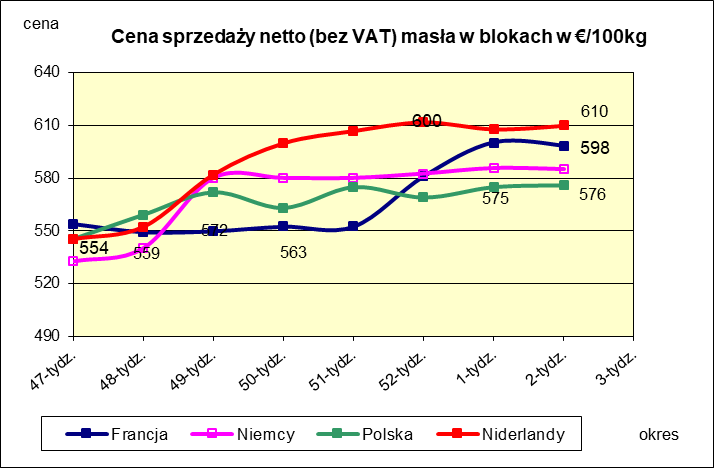 cena
Cena sprzedaży netto (bez VAT) masła w blokach w €/100kg
640
610
580
550
520
490
610
600
598
575
576
554
559
572
563
47-tydz.
48-tydz.
49-tydz.
50-tydz.
51-tydz.
52-tydz.
1-tydz.
2-tydz.
3-tydz.
Francja Niemcy Polska Niderlandy
okres